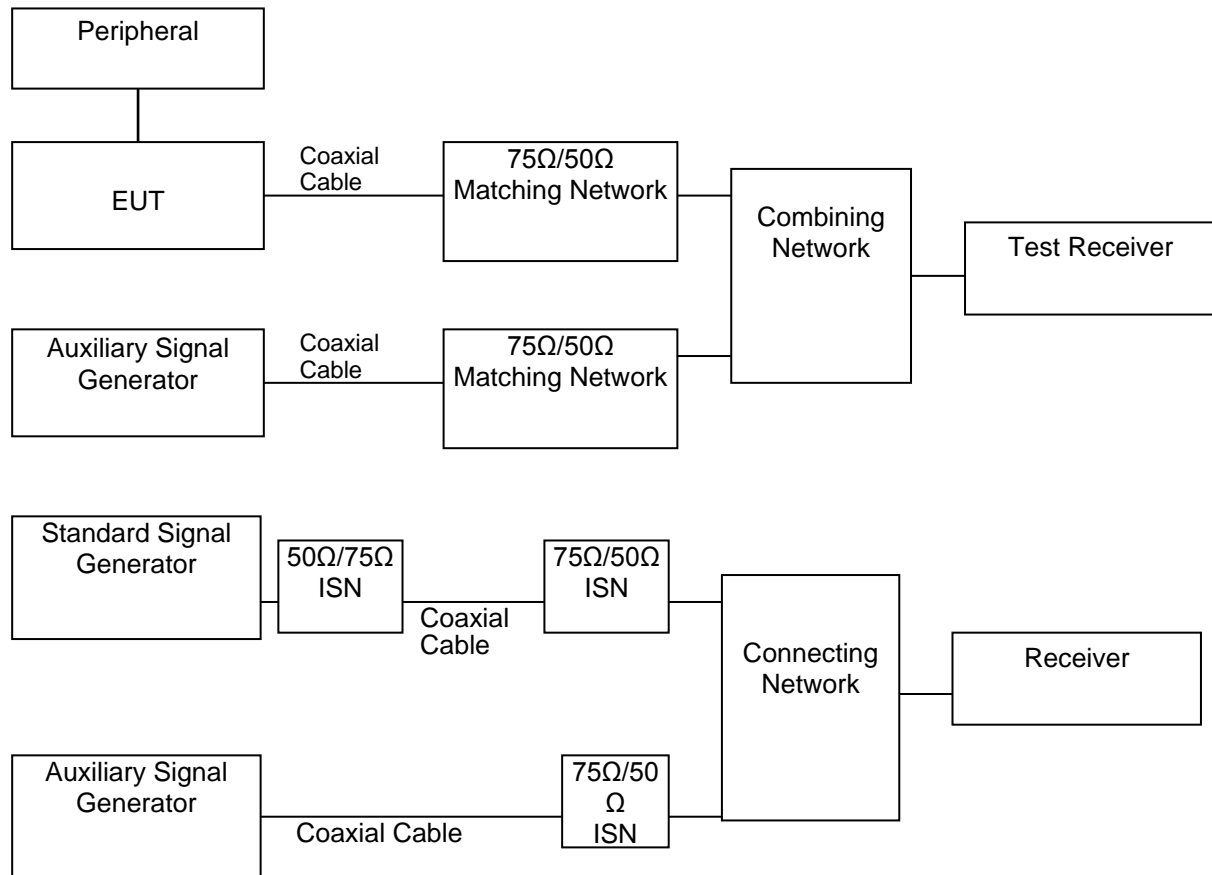 Peripheral
EUT
Coaxial
Cable
75Ω/50Ω
Matching Network
Combining
Network
Test Receiver
Auxiliary Signal
Generator
Coaxial
Cable
75Ω/50Ω
Matching Network
Standard Signal
Generator
50Ω/75Ω
ISN
Coaxial
Cable
75Ω/50Ω
ISN
Connecting
Network
Receiver
Auxiliary Signal
Generator
Coaxial Cable
75Ω/50
Ω
ISN